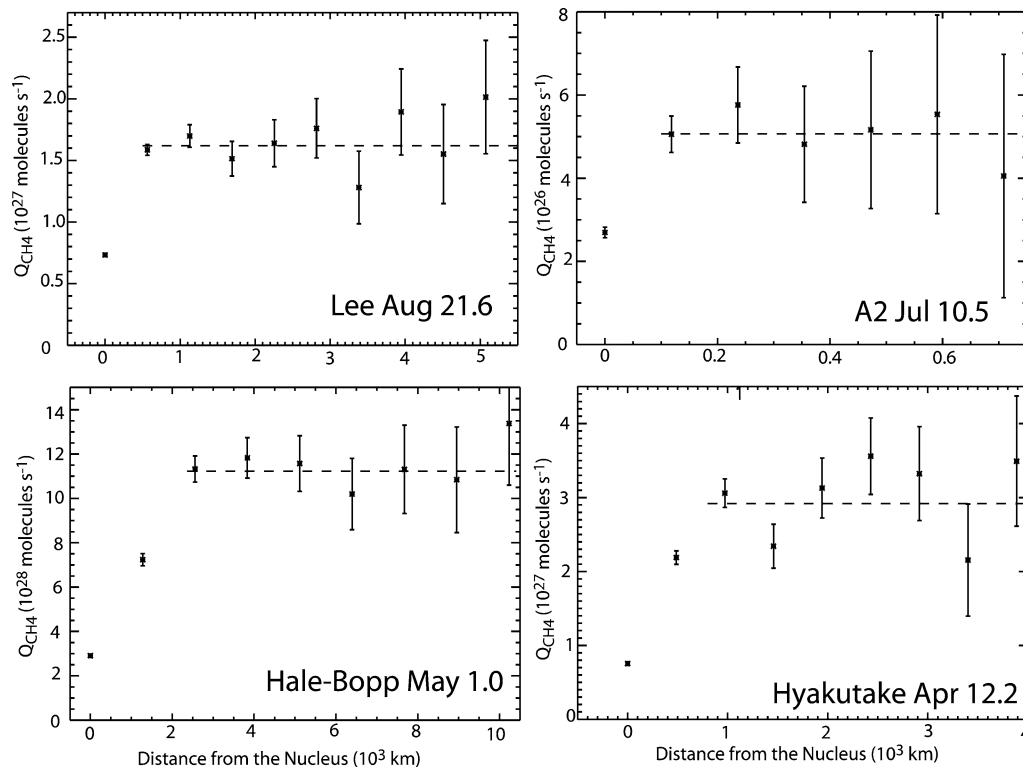 2.5
2.0
1.5
1.0
0.5
0
Q_CH4 (10^27 molecules s^-1)
Lee Aug 21.6
0 1 2 3 4 5
8
6
4
2
0
Q_CH4 (10^26 molecules s^-1)
A2 Jul 10.5
0 0.2 0.4 0.6
14
12
10
8
6
4
2
0
Q_CH4 (10^28 molecules s^-1)
Hale-Bopp May 1.0
0 2 4 6 8 10
Distance from the Nucleus (10^3 km)
4
3
2
1
0
Q_CH4 (10^27 molecules s^-1)
Hyakutake Apr 12.2
0 1 2 3 4
Distance from the Nucleus (10^3 km)